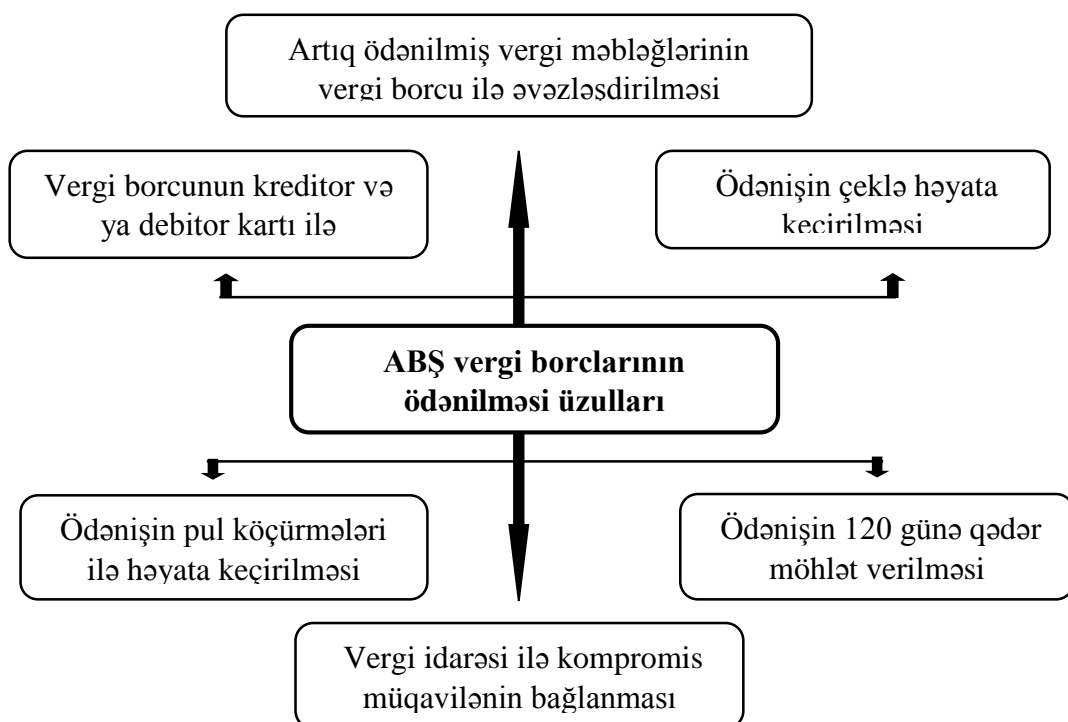 Artıq ödənilmiş vergi məbləğlərinin
vergi borcu ilə əvəzləşdirilməsi
Vergi borcunun kreditor və
ya debitor kartı ilə
Ödənişin çeklə həyata
keçirilməsi
ABŞ vergi borclarının
ödənilməsi üzulları
Ödənişin pul köçürmələri
ilə həyata keçirilməsi
Ödənişin 120 günə qədər
möhlət verilməsi
Vergi idarəsi ilə kompromis
müqavilənin bağlanması